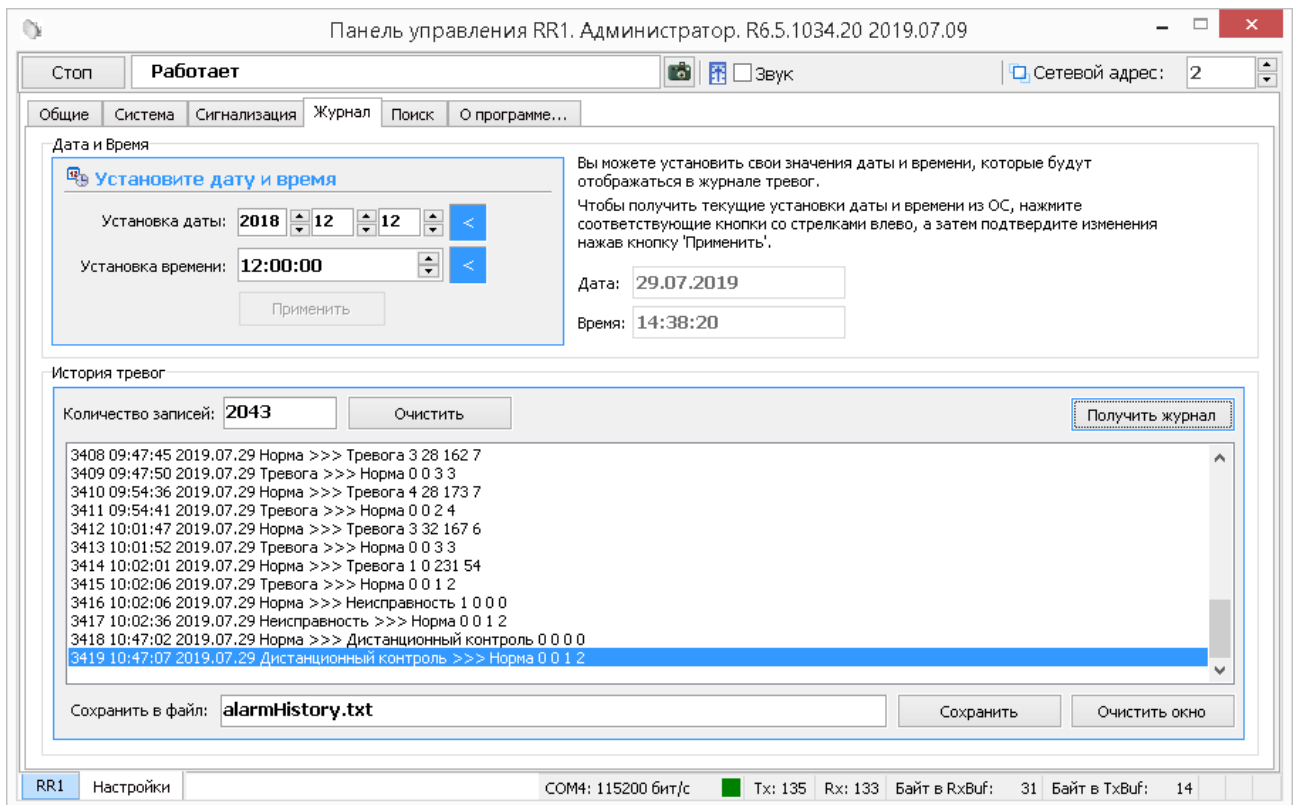 Панель управления RR1. Администратор. R6.5.1034.20 2019.07.09
Стоп Работает Звук Сетевой адрес: 2
Общие Система Сигнализация Журнал Поиск О программе...
Дата и Время
Установите дату и время
Установка даты: 2018 12 12 <
Установка времени: 12:00:00 <
Применить
Вы можете установить свои значения даты и времени, которые будут
отображаться в журнале тревог.
Чтобы получить текущие установки даты и времени из ОС, нажмите
соответствующие кнопки со стрелками влево, а затем подтвердите изменения
нажав кнопку 'Применить'.
Дата: 29.07.2019
Время: 14:38:20
История тревог
Количество записей: 2043 Очистить Получить журнал
3408 09:47:45 2019.07.29 Норма >>> Тревога 3 28 162 7
3409 09:47:50 2019.07.29 Тревога >>> Норма 0 0 3 3
3410 09:54:36 2019.07.29 Норма >>> Тревога 4 28 173 7
3411 09:54:41 2019.07.29 Тревога >>> Норма 0 0 2 4
3412 10:01:47 2019.07.29 Норма >>> Тревога 3 32 167 6
3413 10:01:52 2019.07.29 Тревога >>> Норма 0 0 3 3
3414 10:02:01 2019.07.29 Норма >>> Тревога 1 0 231 54
3415 10:02:06 2019.07.29 Тревога >>> Норма 0 0 1 2
3416 10:02:06 2019.07.29 Норма >>> Неисправность 1 0 0 0
3417 10:02:36 2019.07.29 Неисправность >>> Норма 0 0 1 2
3418 10:47:02 2019.07.29 Норма >>> Дистанционный контроль 0 0 0 0
3419 10:47:07 2019.07.29 Дистанционный контроль >>> Норма 0 0 1 2
Сохранить в файл: alarmHistory.txt Сохранить Очистить окно
RR1 Настройки COM4: 115200 бит/с Tx: 135 Rx: 133 Байт в RxBuf: 31 Байт в TxBuf: 14